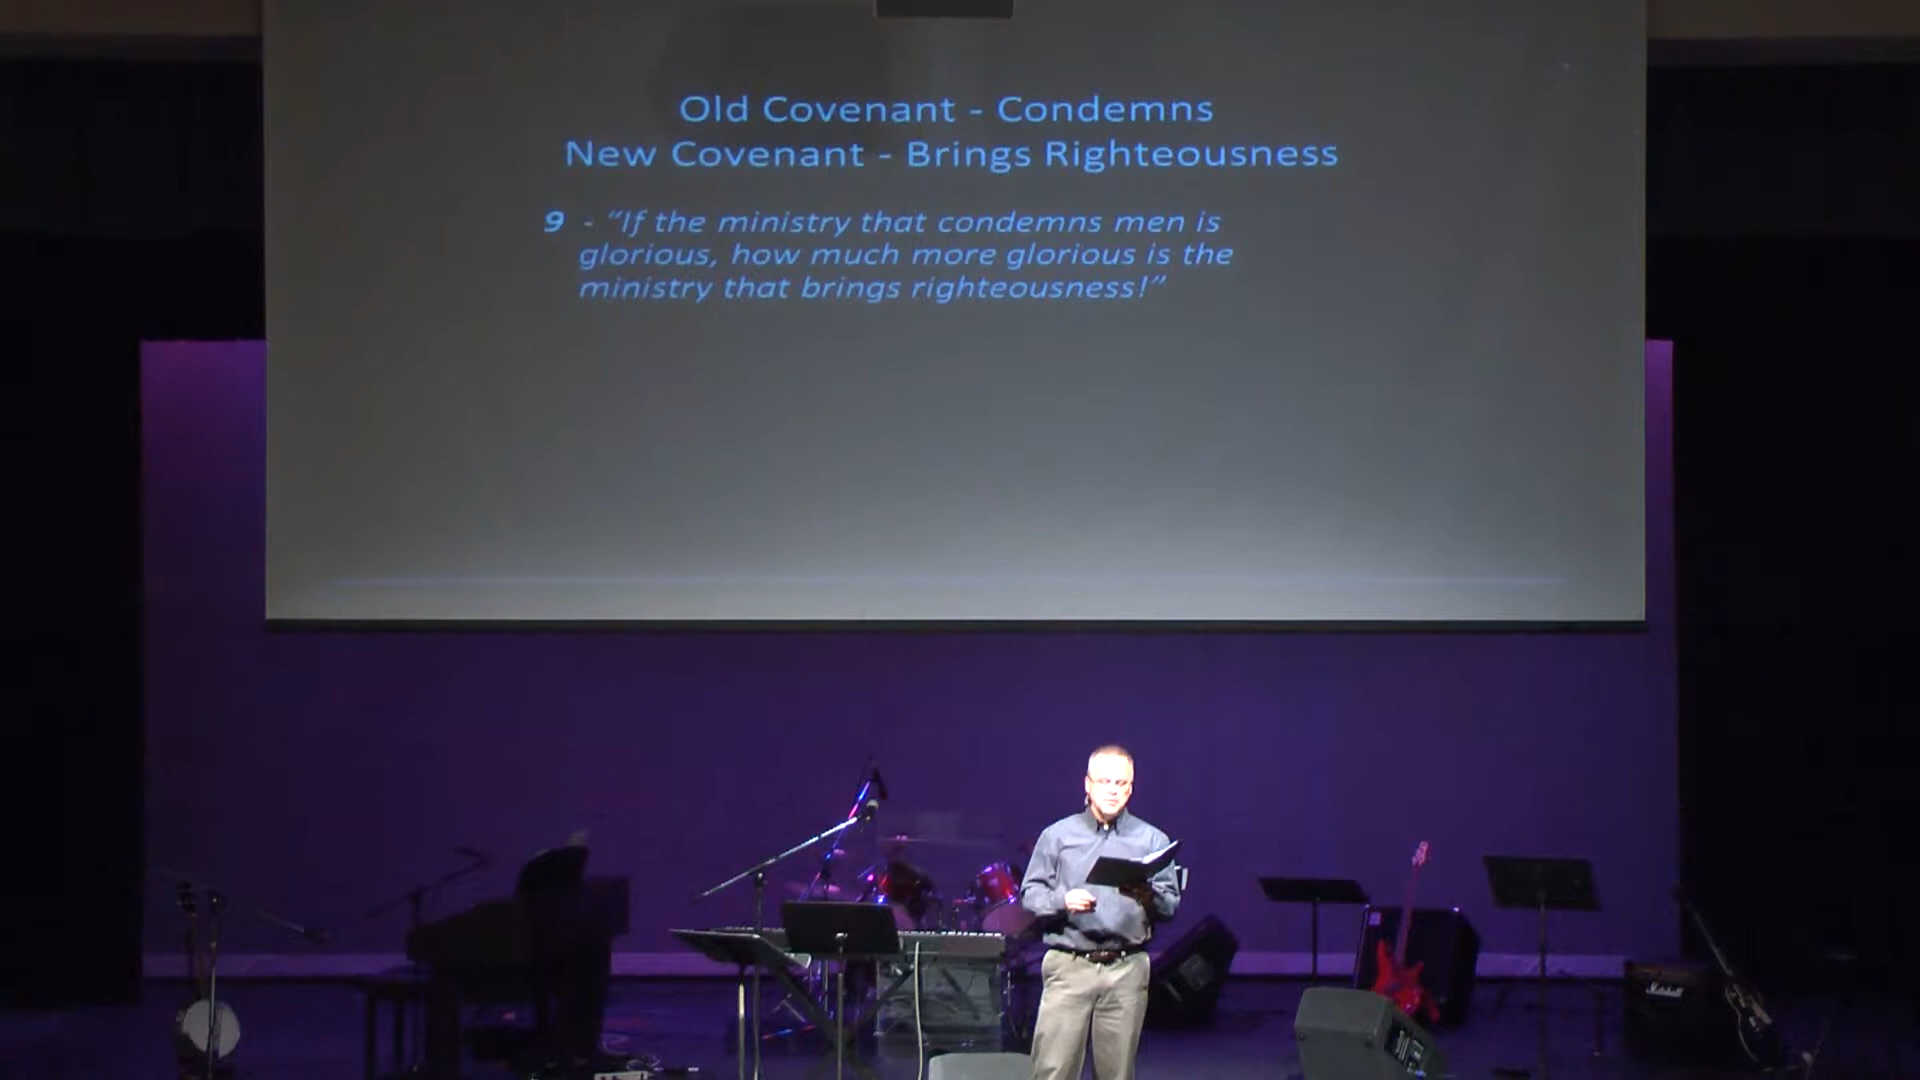 Old Covenant - Condemns
New Covenant - Brings Righteousness
9 - “If the ministry that condemns men is
glorious, how much more glorious is the
ministry that brings righteousness!”
Marshall